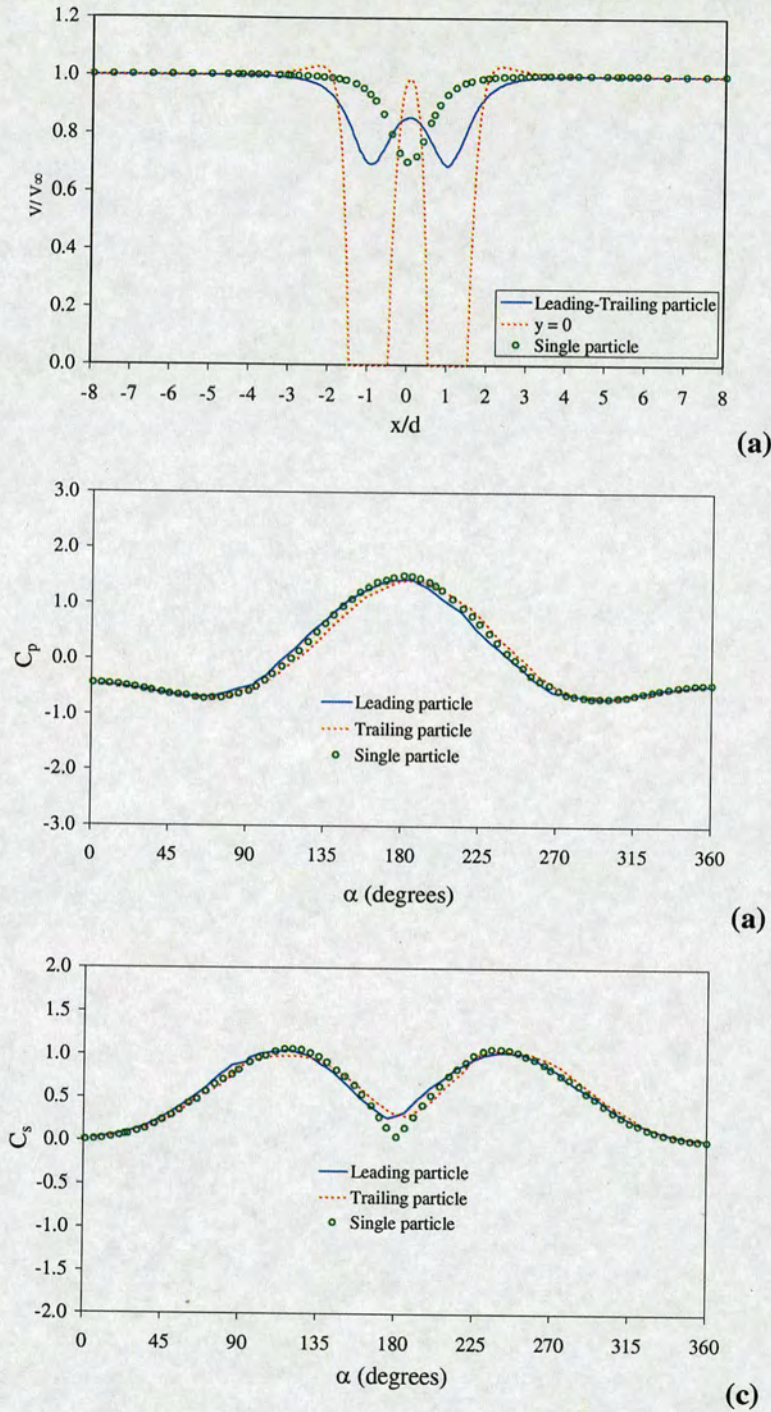 1.2
1.0
0.8
0.6
0.4
0.2
0.0
V/ V∞
-8 -7 -6 -5 -4 -3 -2 -1 0 1 2 3 4 5 6 7 8
x/d
Leading-Trailing particle
y = 0
Single particle
(a)
3.0
2.0
1.0
0.0
-1.0
-2.0
-3.0
Cp
Leading particle
Trailing particle
Single particle
0 45 90 135 180 225 270 315 360
α (degrees)
(a)
2.0
1.5
1.0
0.5
0.0
-0.5
-1.0
-1.5
-2.0
Cs
Leading particle
Trailing particle
Single particle
0 45 90 135 180 225 270 315 360
α (degrees)
(c)